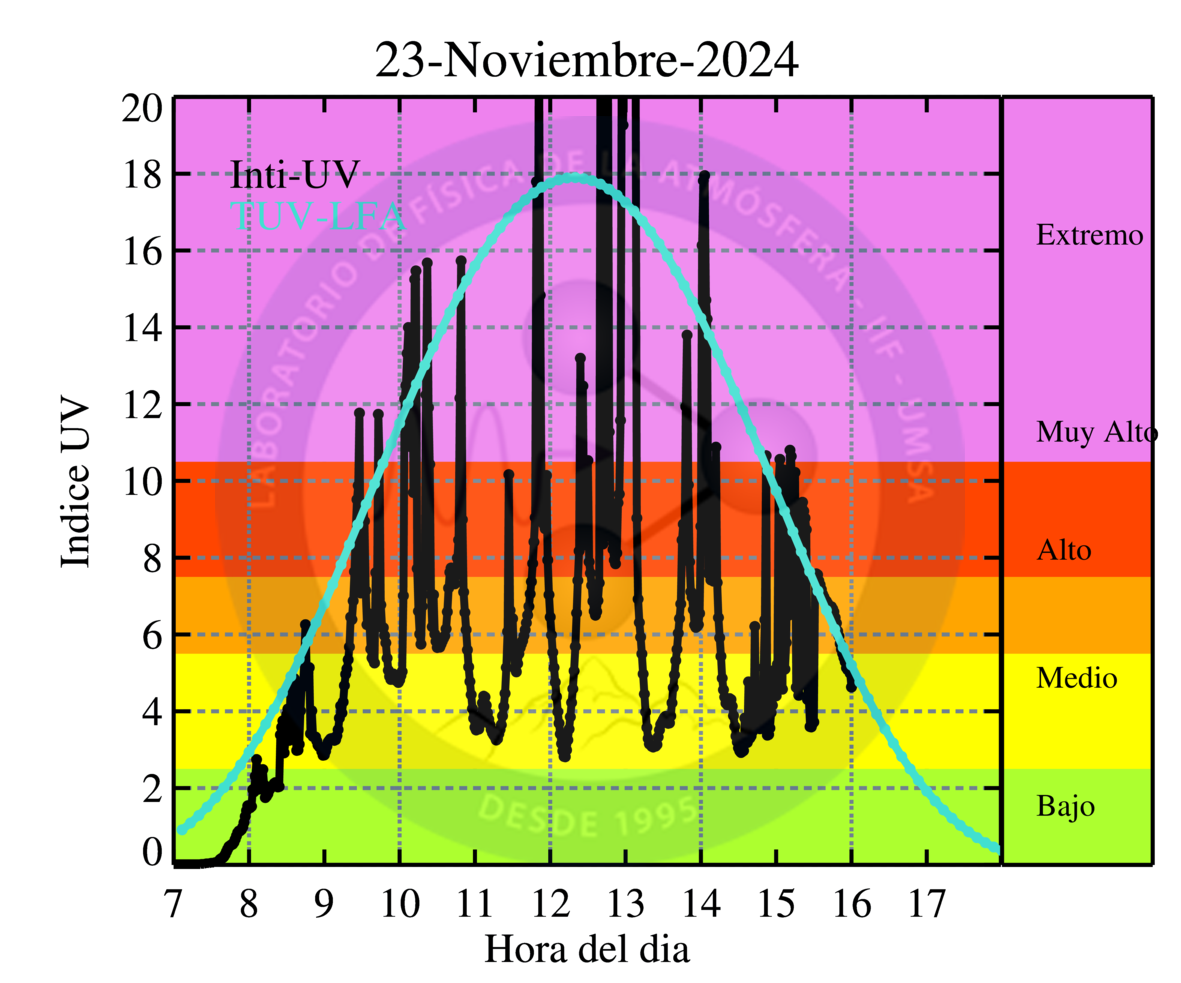 23-Noviembre-2024
Inti-UV
TUV-LFA
LABORATORIO DE FÍSICA DE LA ATMÓSFERA - IIF - UMSA
DESDE 1995
Indice UV
20
18
16
14
12
10
8
6
4
2
0
Extremo
Muy Alto
Alto
Medio
Bajo
7 8 9 10 11 12 13 14 15 16 17
Hora del dia